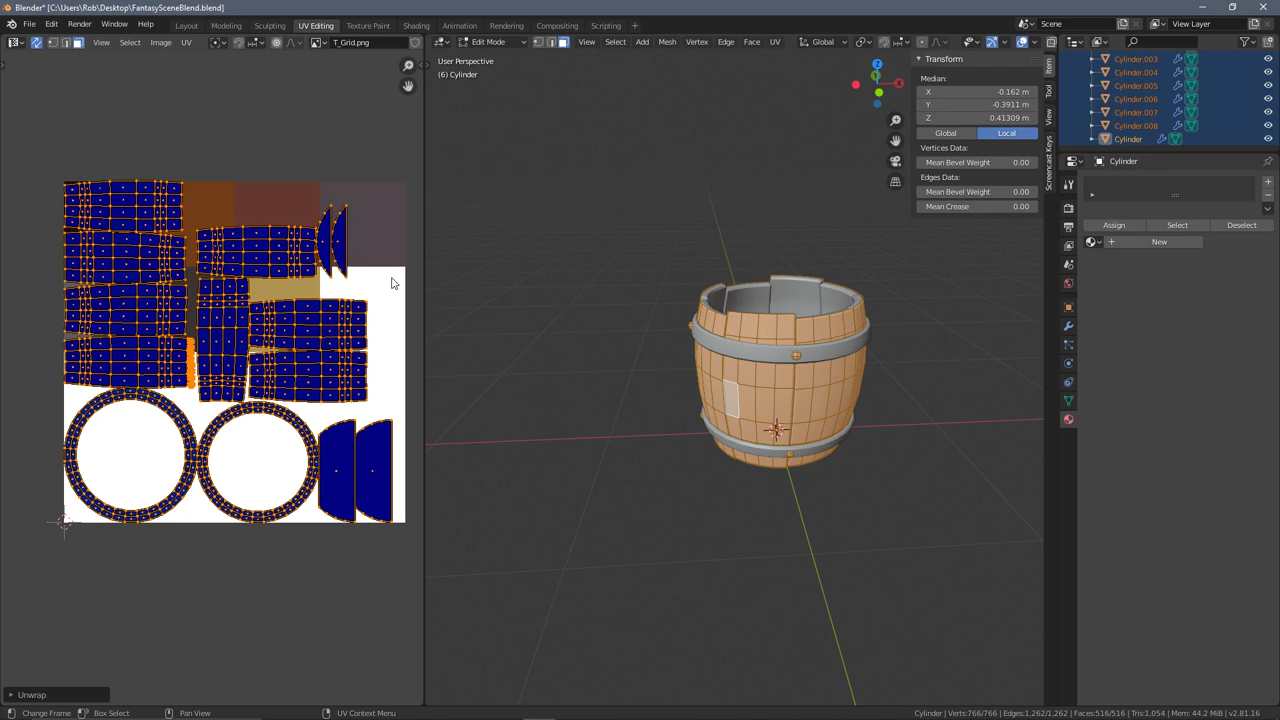 Blender* [C:\Users\Rob\Desktop\FantasySceneBlend.blend]
File Edit Render Window Help Layout Modeling Sculpting UV Editing Texture Paint Shading Animation Rendering Compositing Scripting Scene View Layer
View Select Image UV T_Grid.png Edit Mode View Select Add Mesh Vertex Edge Face UV Global
User Perspective
(6) Cylinder
Transform
Median:
X -0.162 m
Y -0.3911 m
Z 0.41309 m
Global Local
Vertices Data:
Mean Bevel Weight 0.00
Edges Data:
Mean Bevel Weight 0.00
Mean Crease 0.00
Item
Tool
View
Screencast Keys
Z
X
Y
Cylinder.003
Cylinder.004
Cylinder.005
Cylinder.006
Cylinder.007
Cylinder.008
Cylinder
Cylinder
Assign Select Deselect
New
Unwrap
Change Frame Box Select Pan View UV Context Menu Cylinder | Verts:766/766 | Edges:1,262/1,262 | Faces:516/516 | Tris:1,054 | Mem: 44.2 MiB | v2.81.16